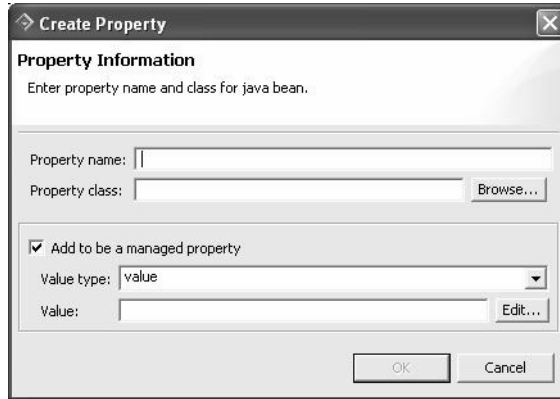 Create Property
Property Information
Enter property name and class for java bean.
Property name:
Property class:
Browse...
Add to be a managed property
Value type: value
Value:
Edit...
OK
Cancel